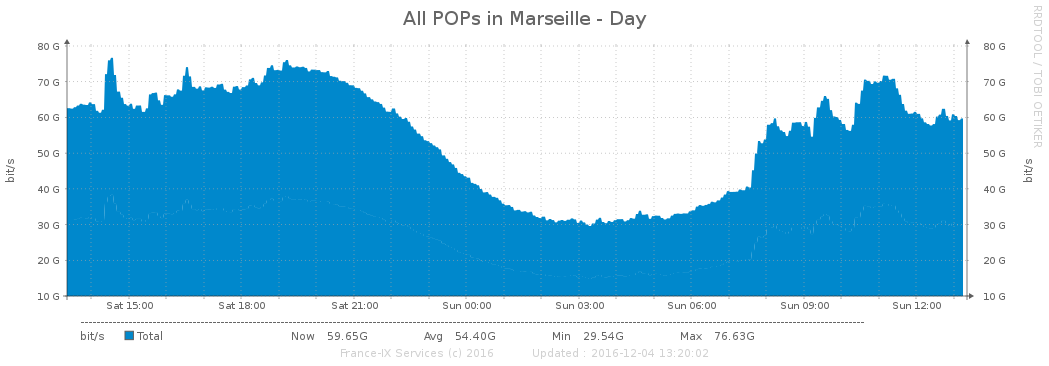 All POPs in Marseille - Day
RRDTOOL / TOBI OETIKER
80 G 80 G
70 G 70 G
60 G 60 G
50 G 50 G
bit/s bit/s
40 G 40 G
30 G 30 G
20 G 20 G
10 G 10 G
Sat 15:00 Sat 18:00 Sat 21:00 Sun 00:00 Sun 03:00 Sun 06:00 Sun 09:00 Sun 12:00
bit/s Total Now 59.65G Avg 54.40G Min 29.54G Max 76.63G
France-IX Services (c) 2016 Updated : 2016-12-04 13:20:02